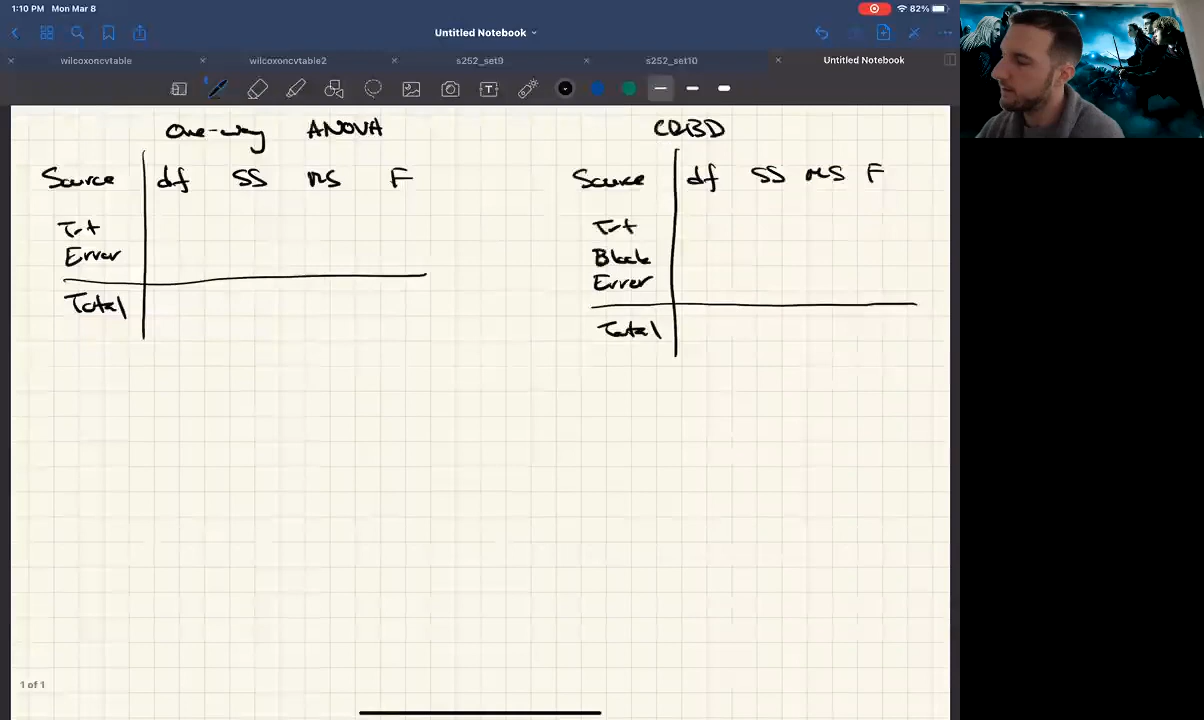 1:10 PM Mon Mar 8
82%
Untitled Notebook
wilcoxoncvtable
wilcoxoncvtable2
s252_set9
s252_set10
Untitled Notebook
One-way ANOVA
Source df SS MS F
Trt
Error
Total
CRBD
Source df SS MS F
Trt
Block
Error
Total
1 of 1